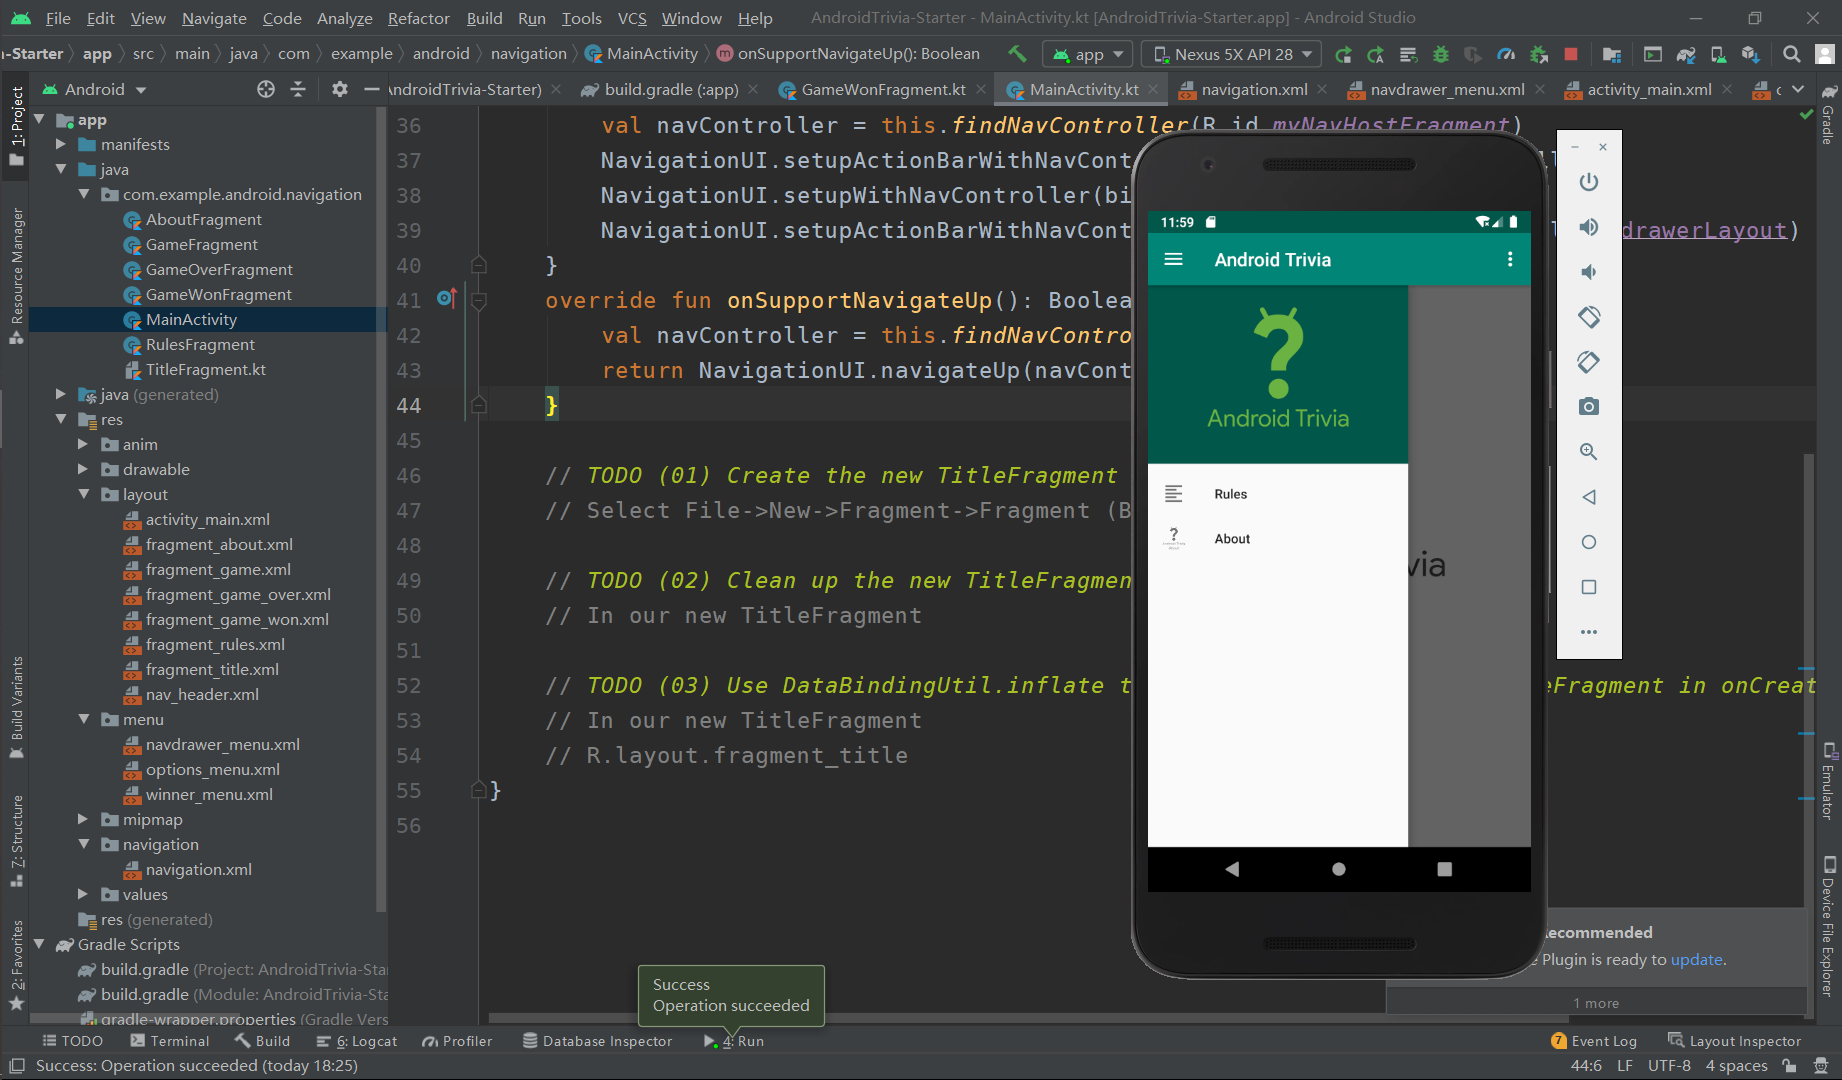 File Edit View Navigate Code Analyze Refactor Build Run Tools VCS Window Help AndroidTrivia-Starter - MainActivity.kt [AndroidTrivia-Starter.app] - Android Studio
-Starter app src main java com example android navigation MainActivity onSupportNavigateUp(): Boolean app Nexus 5X API 28
Android
AndroidTrivia-Starter) build.gradle (:app) GameWonFragment.kt MainActivity.kt navigation.xml navdrawer_menu.xml activity_main.xml
1: Project
Resource Manager
Build Variants
7: Structure
2: Favorites
app
manifests
java
com.example.android.navigation
AboutFragment
GameFragment
GameOverFragment
GameWonFragment
MainActivity
RulesFragment
TitleFragment.kt
java (generated)
res
anim
drawable
layout
activity_main.xml
fragment_about.xml
fragment_game.xml
fragment_game_over.xml
fragment_game_won.xml
fragment_rules.xml
fragment_title.xml
nav_header.xml
menu
navdrawer_menu.xml
options_menu.xml
winner_menu.xml
mipmap
navigation
navigation.xml
values
res (generated)
Gradle Scripts
build.gradle (Project: AndroidTrivia-Sta
build.gradle (Module: AndroidTrivia-Sta
gradle-wrapper.properties (Gradle Vers
36 val navController = this.findNavController(R.id.myNavHostFragment)
37 NavigationUI.setupActionBarWithNavCont
38 NavigationUI.setupWithNavController(bi
39 NavigationUI.setupActionBarWithNavCont drawerLayout)
40 }
41 override fun onSupportNavigateUp(): Boolea
42 val navController = this.findNavContro
43 return NavigationUI.navigateUp(navCont
44 }
45
46 // TODO (01) Create the new TitleFragment
47 // Select File->New->Fragment->Fragment (B
48
49 // TODO (02) Clean up the new TitleFragmen
50 // In our new TitleFragment
51
52 // TODO (03) Use DataBindingUtil.inflate t eFragment in onCreat
53 // In our new TitleFragment
54 // R.layout.fragment_title
55 }
56
11:59
Android Trivia
Android Trivia
Rules
About
via
Gradle
Emulator
Device File Explorer
ecommended
e Plugin is ready to update.
1 more
Success
Operation succeeded
TODO Terminal Build 6: Logcat Profiler Database Inspector 4: Run 7 Event Log Layout Inspector
Success: Operation succeeded (today 18:25) 44:6 LF UTF-8 4 spaces